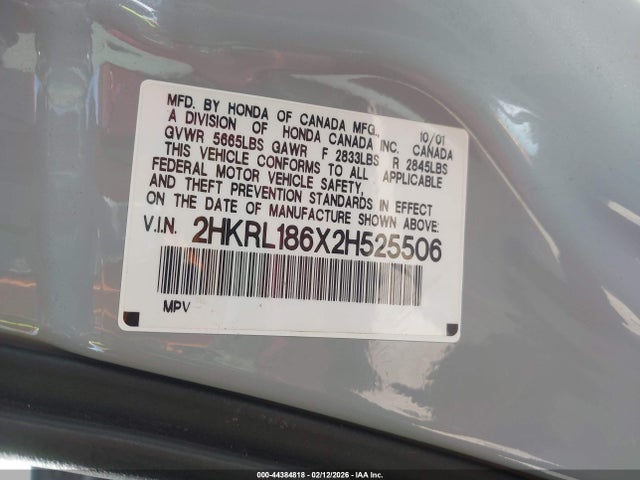 MFD. BY HONDA OF CANADA MFG., 10/01
A DIVISION OF HONDA CANADA INC. CANADA
GVWR 5665LBS GAWR F 2833LBS R 2845LBS
THIS VEHICLE CONFORMS TO ALL APPLICABLE
FEDERAL MOTOR VEHICLE SAFETY,
AND THEFT PREVENTION STANDARDS IN EFFECT
ON THE DATE OF MANUFACTURE SHOWN ABOVE:
V.I.N. 2HKRL186X2H525506
MPV
000-44384818 - 02/12/2026 - IAA Inc.